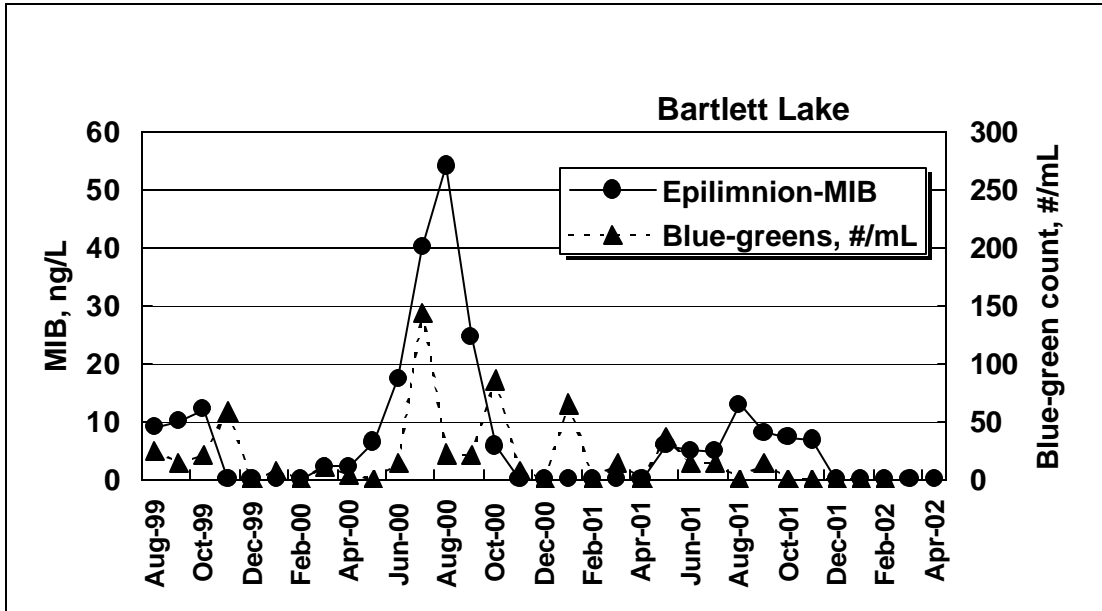 Bartlett Lake
60
50
40
30
20
10
0
MIB, ng/L
300
250
200
150
100
50
0
Blue-green count, #/mL
Epilimnion-MIB
Blue-greens, #/mL
Aug-99
Oct-99
Dec-99
Feb-00
Apr-00
Jun-00
Aug-00
Oct-00
Dec-00
Feb-01
Apr-01
Jun-01
Aug-01
Oct-01
Dec-01
Feb-02
Apr-02